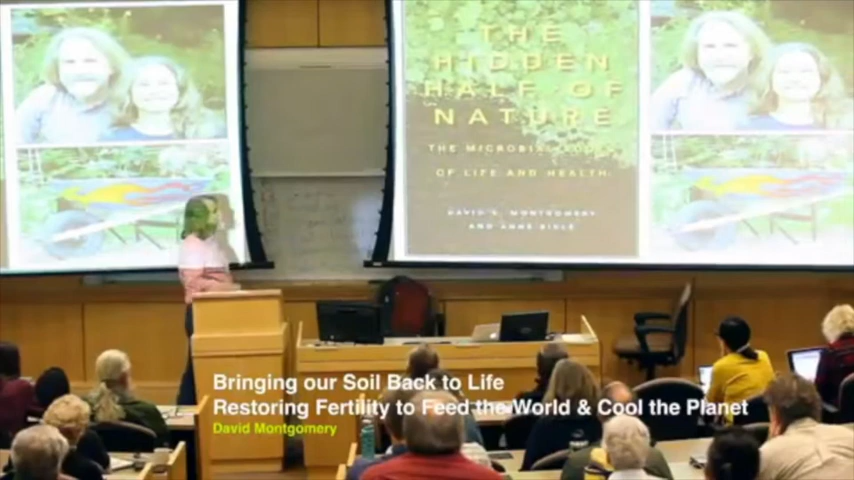 THE
HIDDEN
HALF OF
NATURE
THE MICROBIAL ROOTS
OF LIFE AND HEALTH
DAVID R. MONTGOMERY
AND ANNE BIKLÉ
Bringing our Soil Back to Life
Restoring Fertility to Feed the World & Cool the Planet
David Montgomery